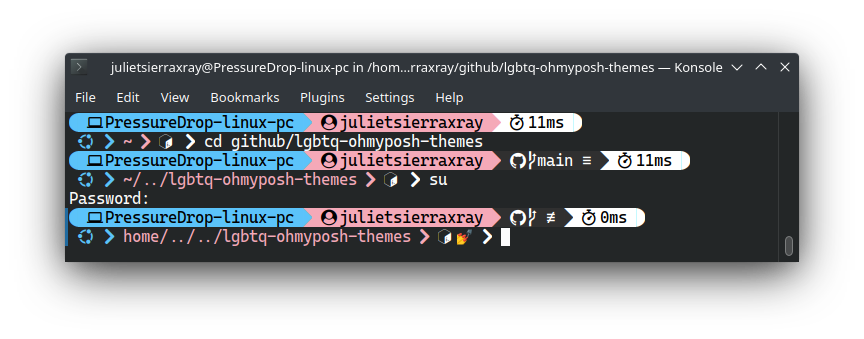 julietsierraxray@PressureDrop-linux-pc in /hom...rraxray/github/lgbtq-ohmyposh-themes — Konsole
File Edit View Bookmarks Plugins Settings Help
PressureDrop-linux-pc julietsierraxray 11ms
~ cd github/lgbtq-ohmyposh-themes
PressureDrop-linux-pc julietsierraxray main ≡ 11ms
~/../lgbtq-ohmyposh-themes su
Password:
PressureDrop-linux-pc julietsierraxray ≢ 0ms
home/../../lgbtq-ohmyposh-themes